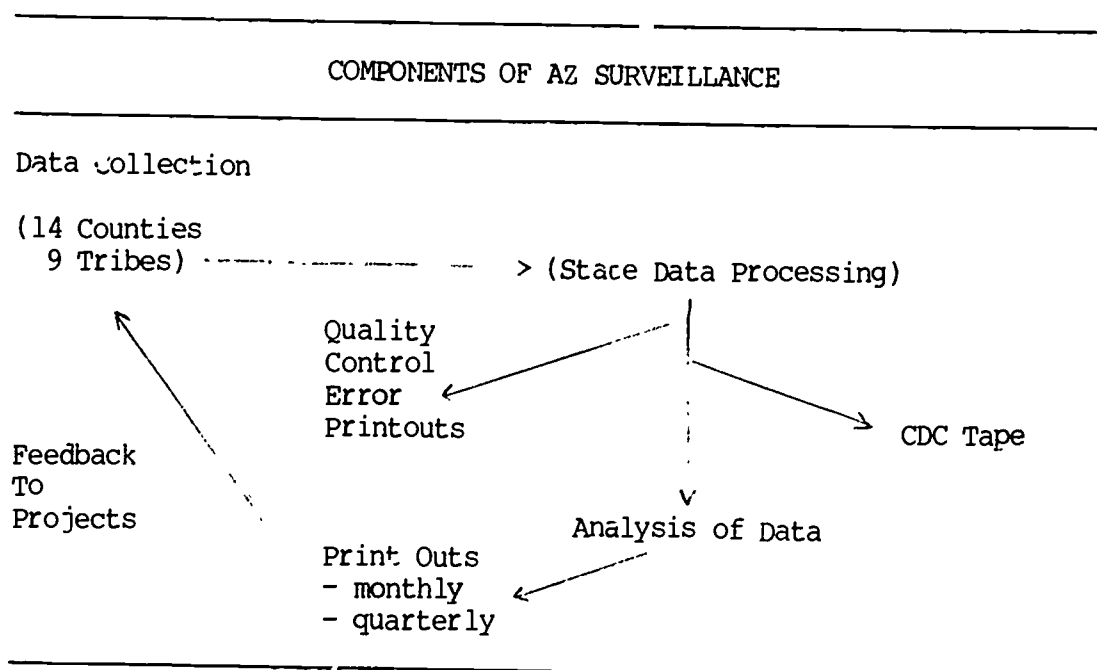 COMPONENTS OF AZ SURVEILLANCE
Data Collection
(14 Counties
9 Tribes)
> (State Data Processing)
Quality
Control
Error
Printouts
CDC Tape
Feedback
To
Projects
Analysis of Data
Print Outs
- monthly
- quarterly